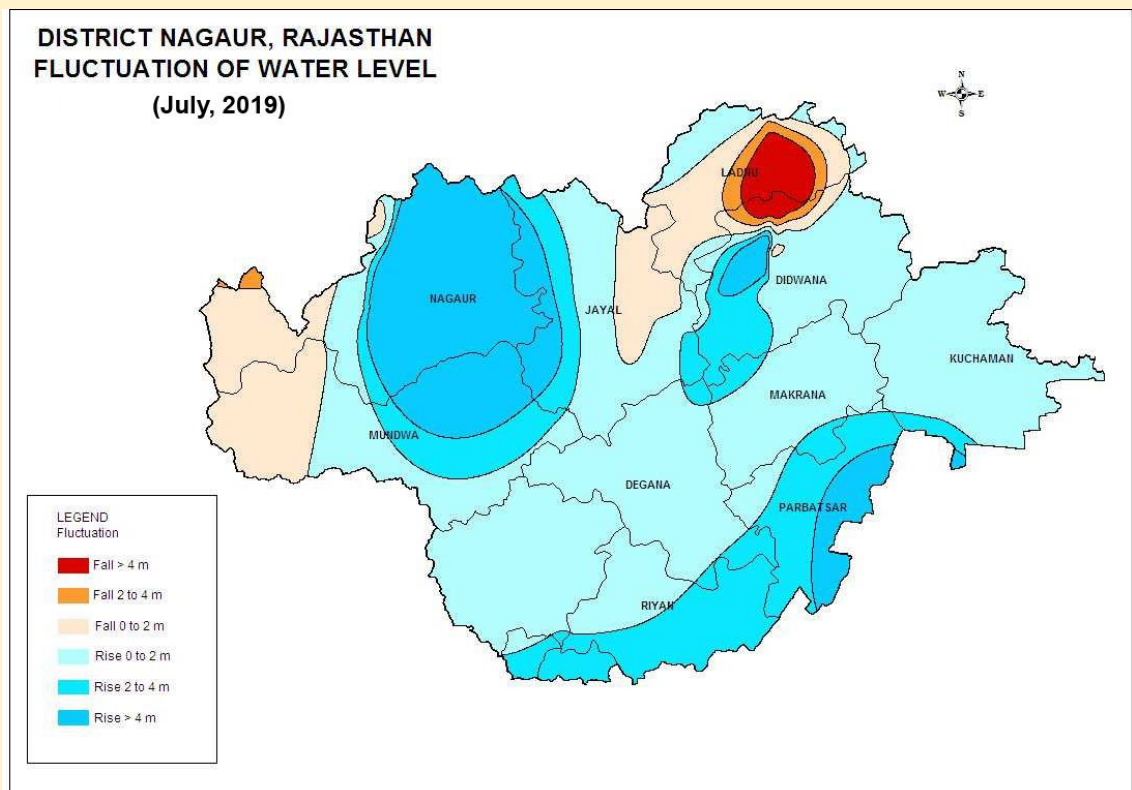 DISTRICT NAGAUR, RAJASTHAN
FLUCTUATION OF WATER LEVEL
(July, 2019)
N
W E
S
LADNU
NAGAUR
DIDWANA
JAYAL
KUCHAMAN
MAKRANA
MUNDWA
DEGANA
PARBATSAR
RIYAN
LEGEND
Fluctuation
Fall > 4 m
Fall 2 to 4 m
Fall 0 to 2 m
Rise 0 to 2 m
Rise 2 to 4 m
Rise > 4 m